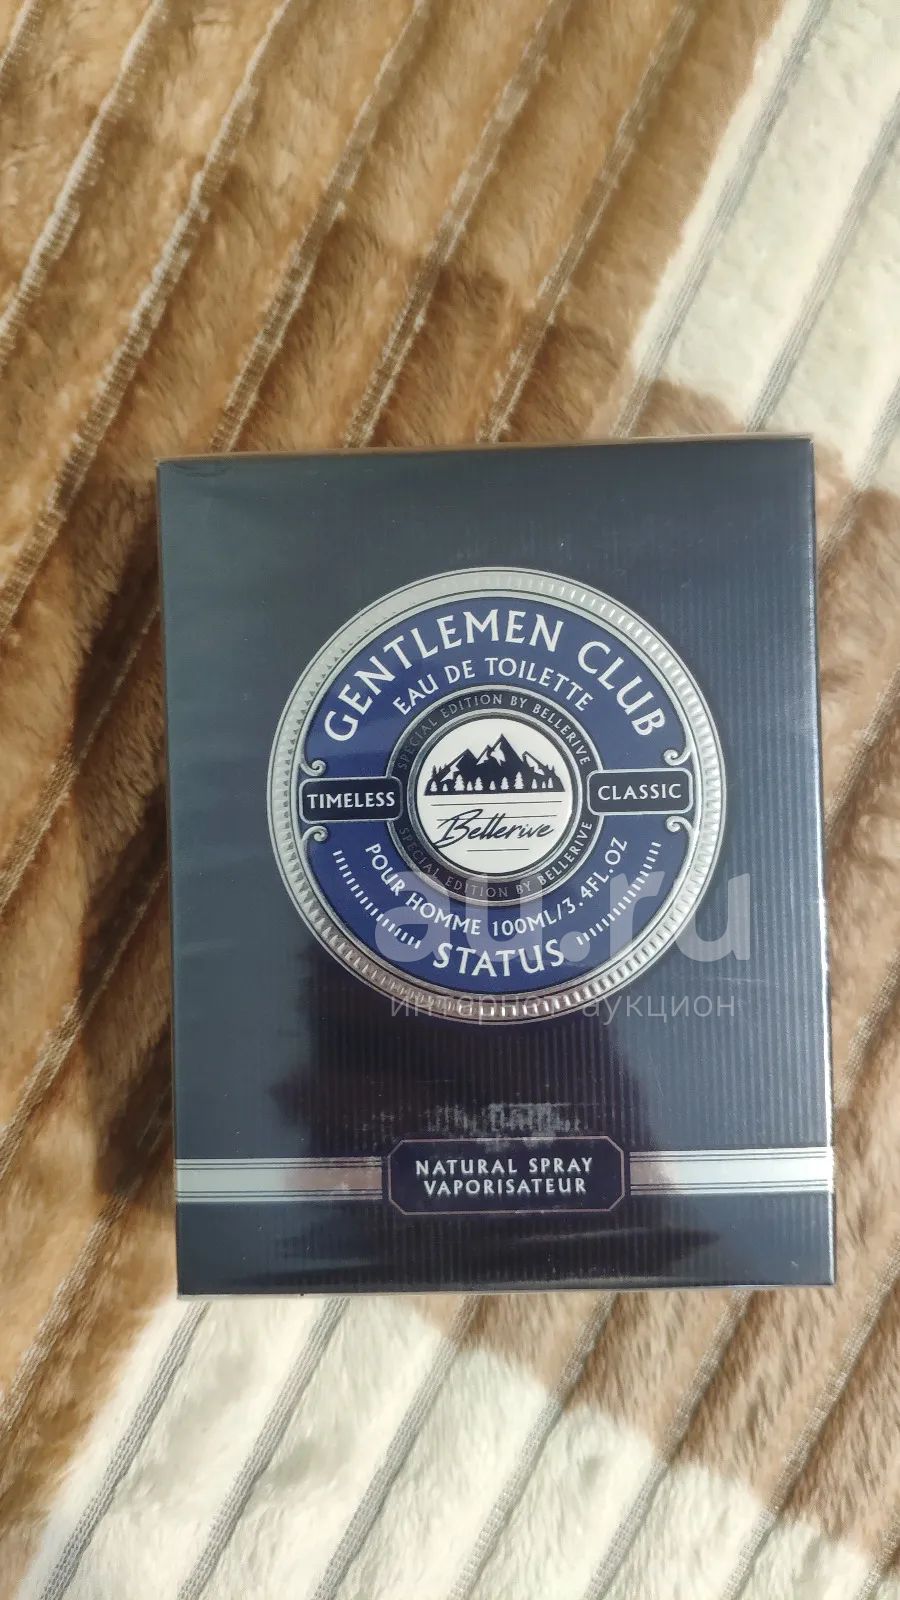 GENTLEMEN CLUB
EAU DE TOILETTE
SPECIAL EDITION BY BELLERIVE
TIMELESS
Bellerive
CLASSIC
SPECIAL EDITION BY BELLERIVE
POUR HOMME 100ML/3.4FL.OZ
STATUS
au.ru
интернет-аукцион
NATURAL SPRAY
VAPORISATEUR